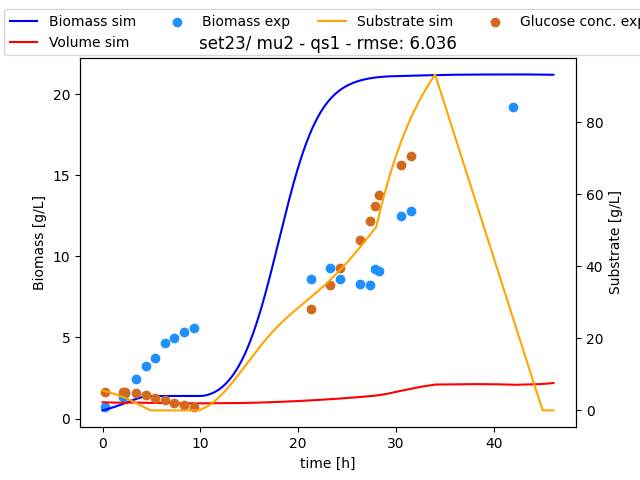 Biomass sim Biomass exp Substrate sim Glucose conc. exp
Volume sim
set23/ mu2 - qs1 - rmse: 6.036
Biomass [g/L]
20
15
10
5
0
80
60
40
20
0
Substrate [g/L]
0 10 20 30 40
time [h]